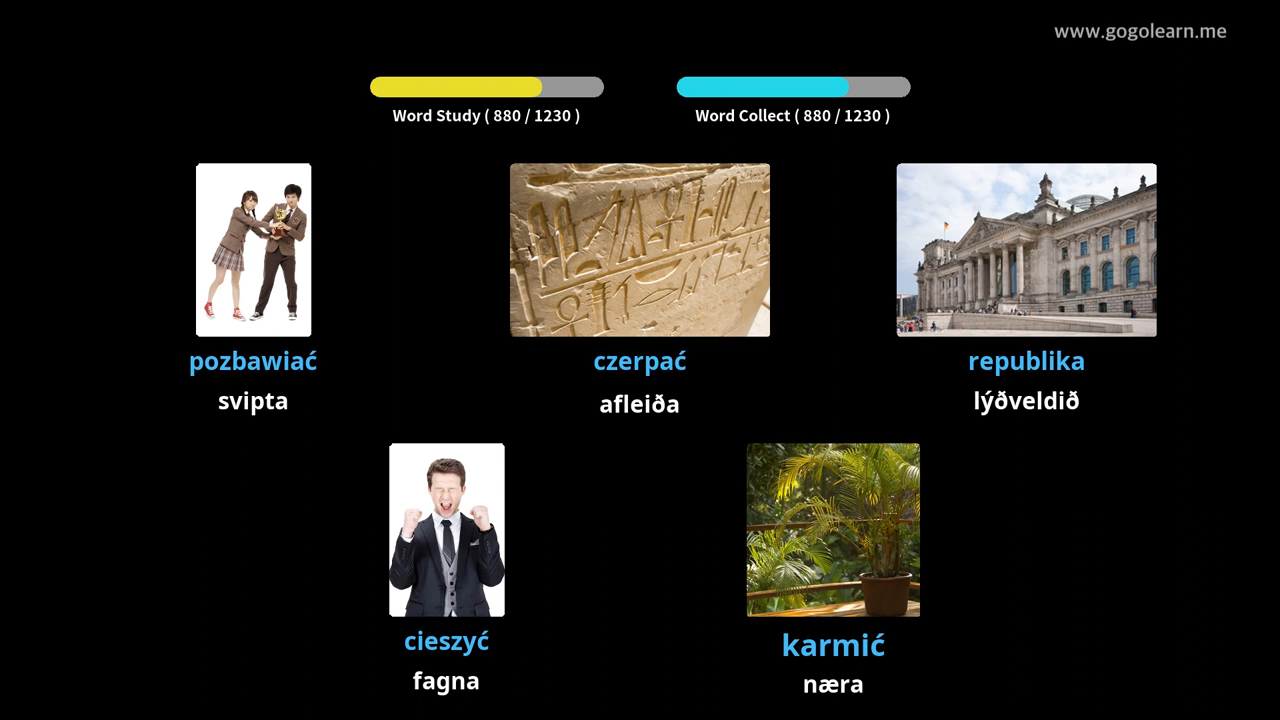 www.gogolearn.me
Word Study ( 880 / 1230 )
Word Collect ( 880 / 1230 )
pozbawiać
svipta
czerpać
afleiða
republika
lýðveldið
cieszyć
fagna
karmić
næra